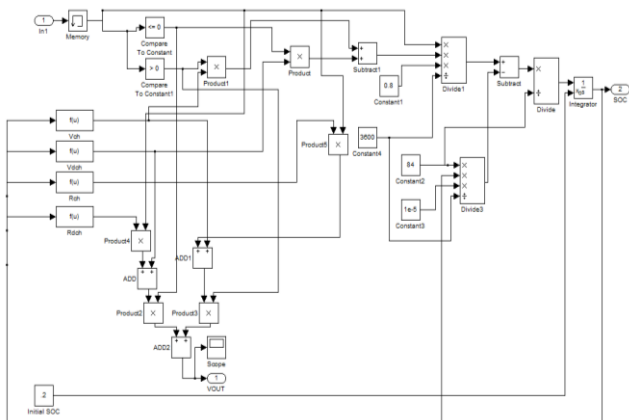 1
In1
Memory
<= 0
Compare
To Constant
> 0
Compare
To Constant1
×
Product1
×
Product
+
+
Subtract1
0.8
Constant1
×
×
×
÷
Divide1
+
−
Subtract
×
÷
Divide
1
Integrator
2
SOC
f(u)
Vch
f(u)
Vdch
f(u)
Rch
f(u)
Rdch
×
Product5
3600
Constant4
84
Constant2
1e-5
Constant3
×
×
×
÷
Divide3
×
Product4
+ +
ADD
+ +
ADD1
×
Product2
×
Product3
+ +
ADD2
Scope
1
VOUT
.2
Initial SOC